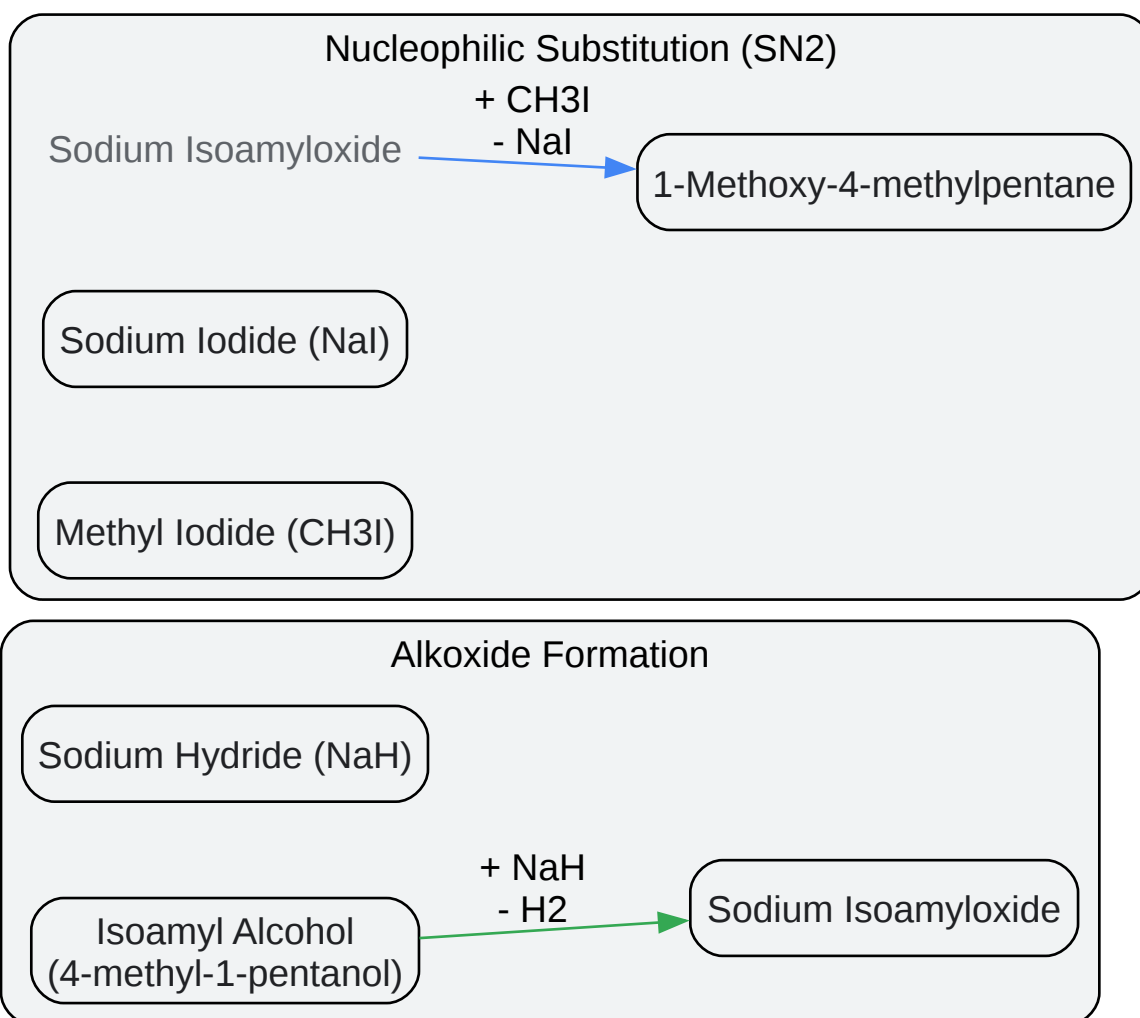 Nucleophilic Substitution (SN2)
+ CH3I
- NaI
Sodium Isoamyloxide
1-Methoxy-4-methylpentane
Sodium Iodide (NaI)
Methyl Iodide (CH3I)
Alkoxide Formation
Sodium Hydride (NaH)
+ NaH
- H2
Isoamyl Alcohol
(4-methyl-1-pentanol)
Sodium Isoamyloxide